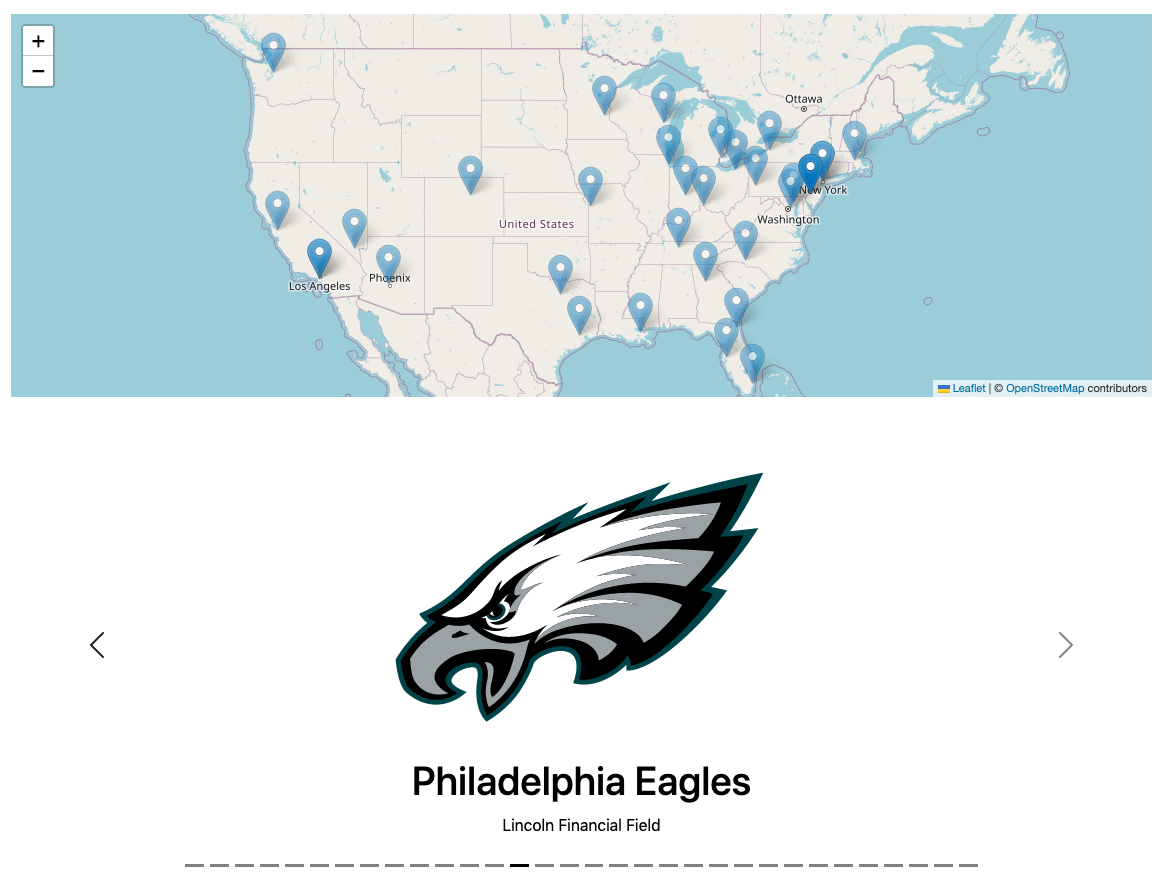 +
−
Ottawa
New York
Washington
United States
Phoenix
Los Angeles
Leaflet | © OpenStreetMap contributors
Philadelphia Eagles
Lincoln Financial Field